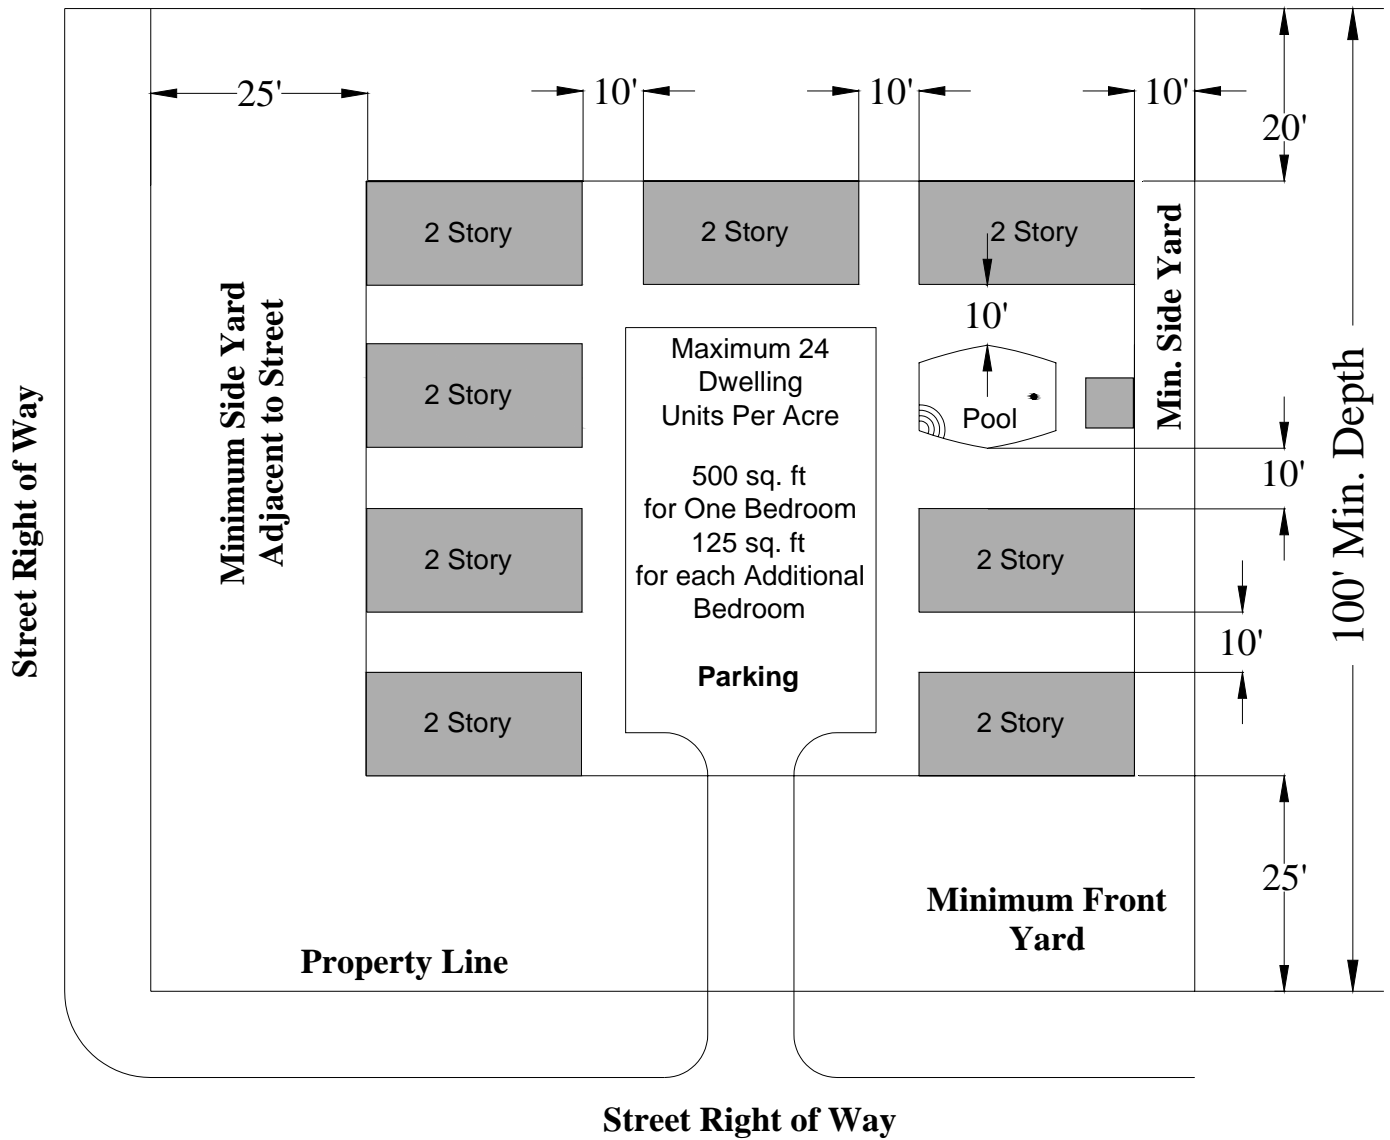 25'
10'
10'
10'
20'
2 Story
2 Story
2 Story
Minimum Side Yard
Adjacent to Street
Min. Side Yard
10'
Maximum 24
Dwelling
Units Per Acre
500 sq. ft
for One Bedroom
125 sq. ft
for each Additional
Bedroom
Parking
2 Story
Pool
Street Right of Way
100' Min. Depth
10'
2 Story
2 Story
10'
2 Story
2 Story
25'
Minimum Front
Yard
Property Line
Street Right of Way